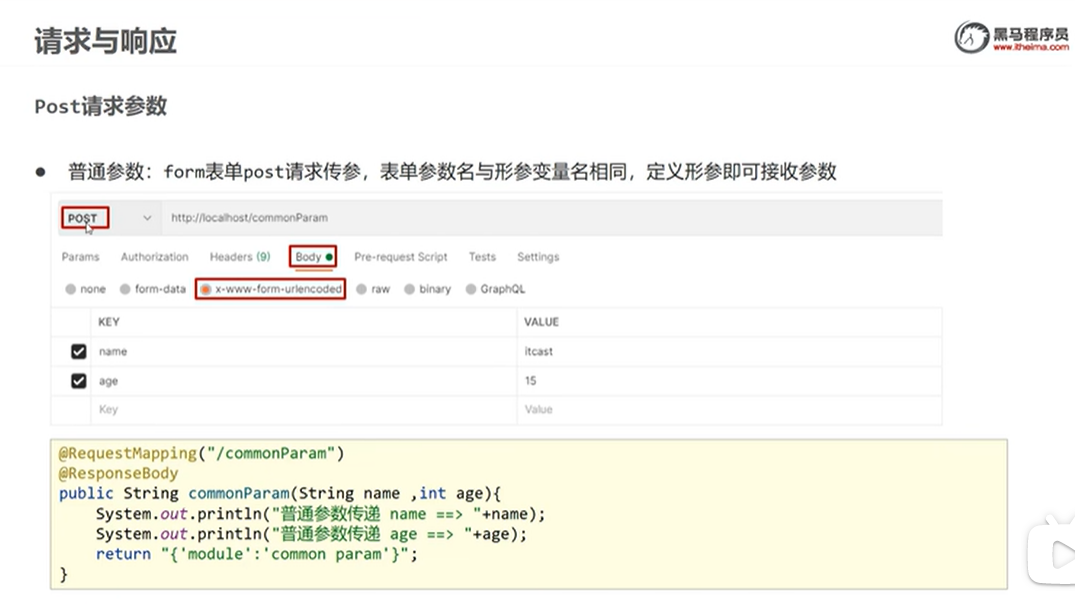 请求与响应
黑马程序员
www.itheima.com
Post请求参数
● 普通参数：form表单post请求传参，表单参数名与形参变量名相同，定义形参即可接收参数
POST http://localhost/commonParam
Params Authorization Headers (9) Body Pre-request Script Tests Settings
none form-data x-www-form-urlencoded raw binary GraphQL
KEY VALUE
name itcast
age 15
Key Value
@RequestMapping("/commonParam")
@ResponseBody
public String commonParam(String name ,int age){
System.out.println("普通参数传递 name ==> "+name);
System.out.println("普通参数传递 age ==> "+age);
return "{'module':'common param'}";
}